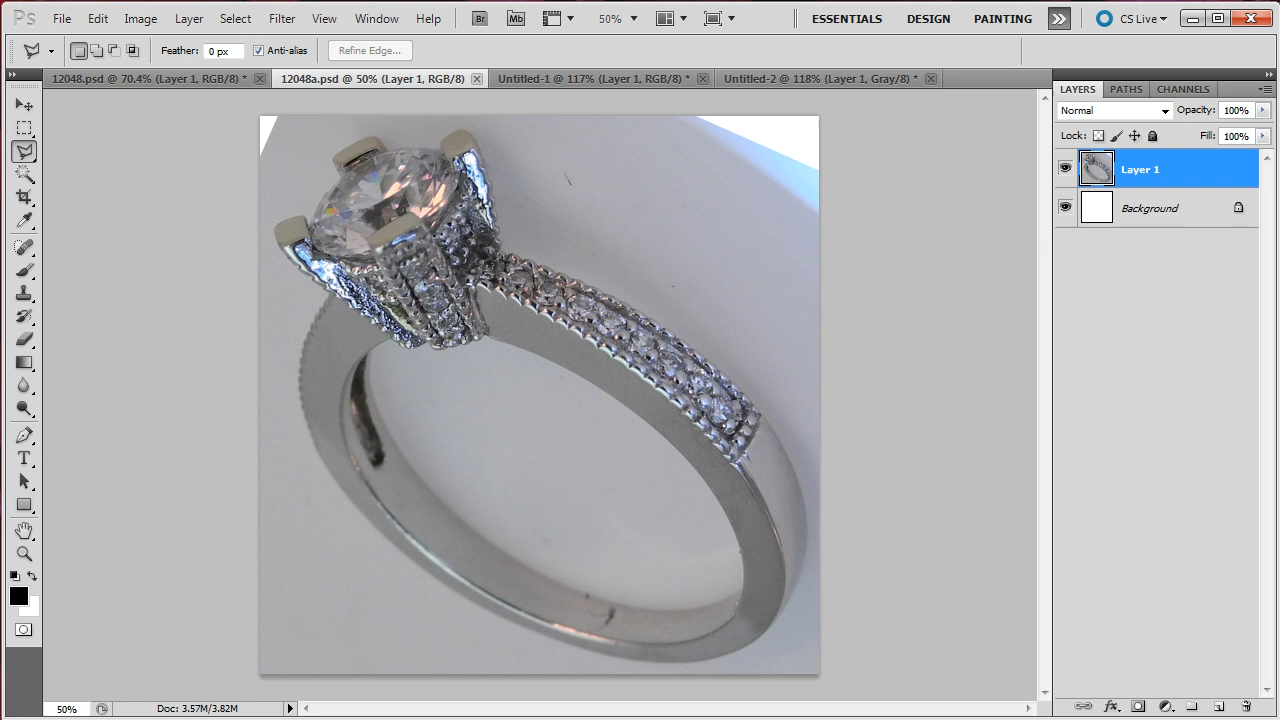 Ps File Edit Image Layer Select Filter View Window Help Br Mb 50% ESSENTIALS DESIGN PAINTING CS Live
Feather: 0 px Anti-alias Refine Edge...
12048.psd @ 70.4% (Layer 1, RGB/8) * 12048a.psd @ 50% (Layer 1, RGB/8) Untitled-1 @ 117% (Layer 1, RGB/8) * Untitled-2 @ 118% (Layer 1, Gray/8) *
LAYERS PATHS CHANNELS
Normal Opacity: 100%
Lock: Fill: 100%
Layer 1
Background
T
50% Doc: 3.57M/3.82M
fx